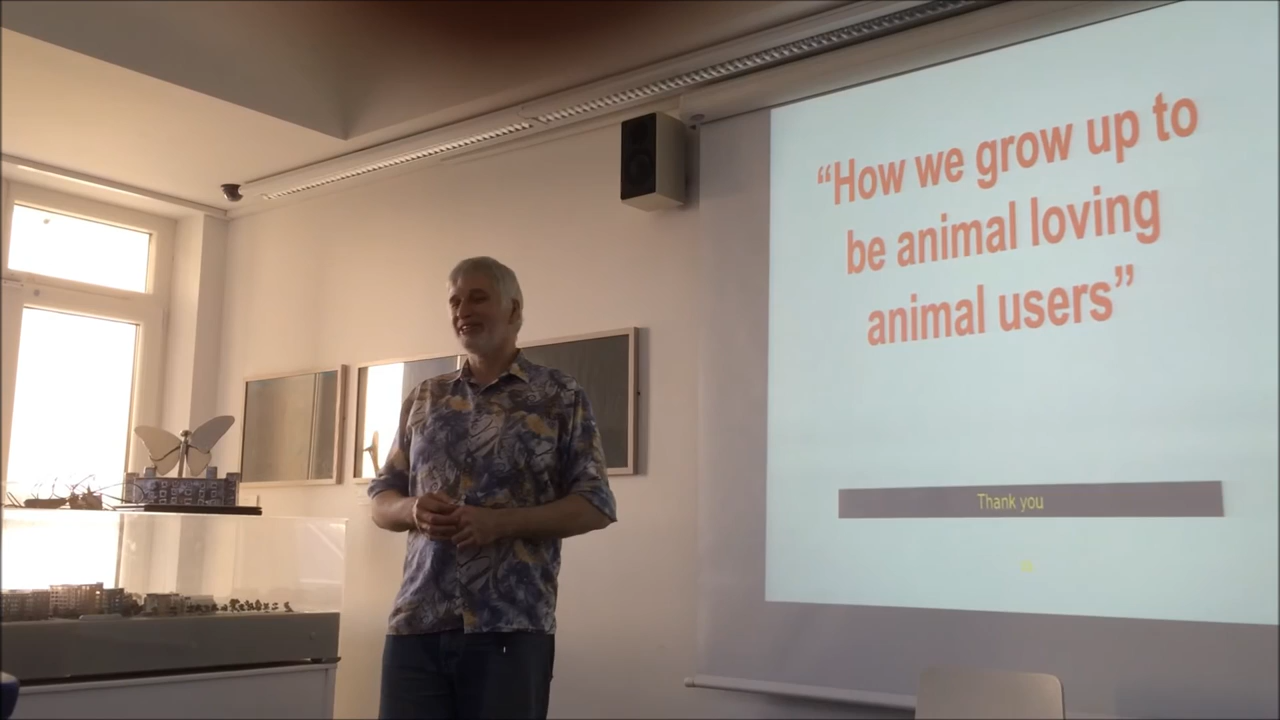 “How we grow up to
be animal loving
animal users”
Thank you